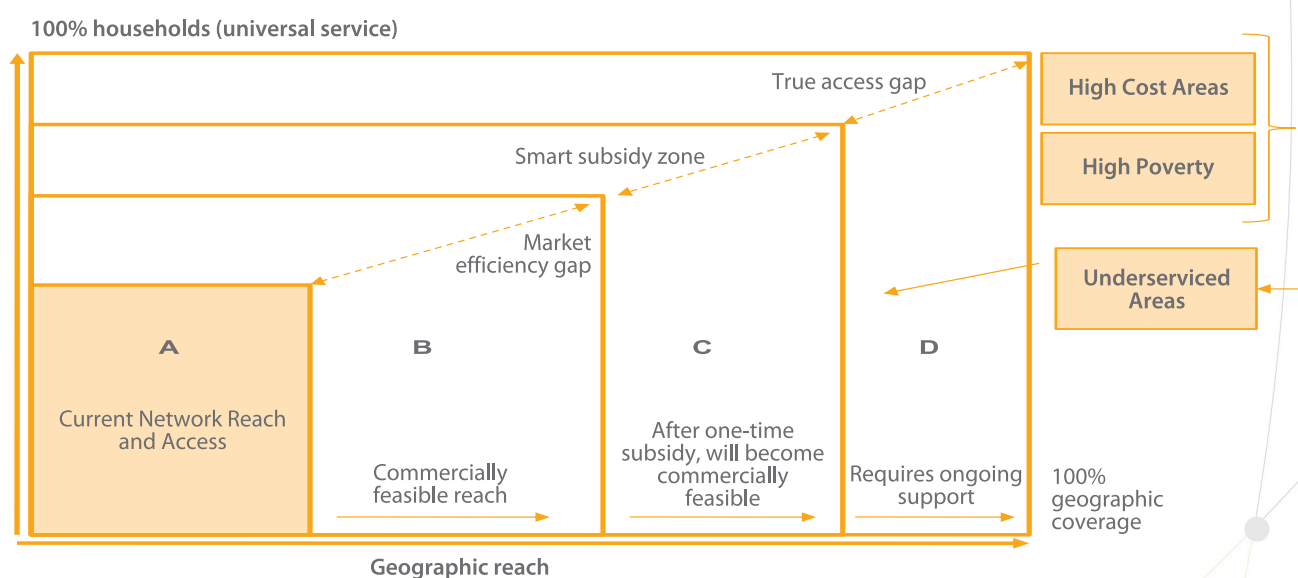 100% households (universal service)
True access gap
High Cost Areas
Smart subsidy zone
High Poverty
Market
efficiency gap
Underserviced
Areas
A
B
C
D
Current Network Reach
and Access
Commercially
feasible reach
After one-time
subsidy, will become
commercially
feasible
Requires ongoing
support
100%
geographic
coverage
Geographic reach